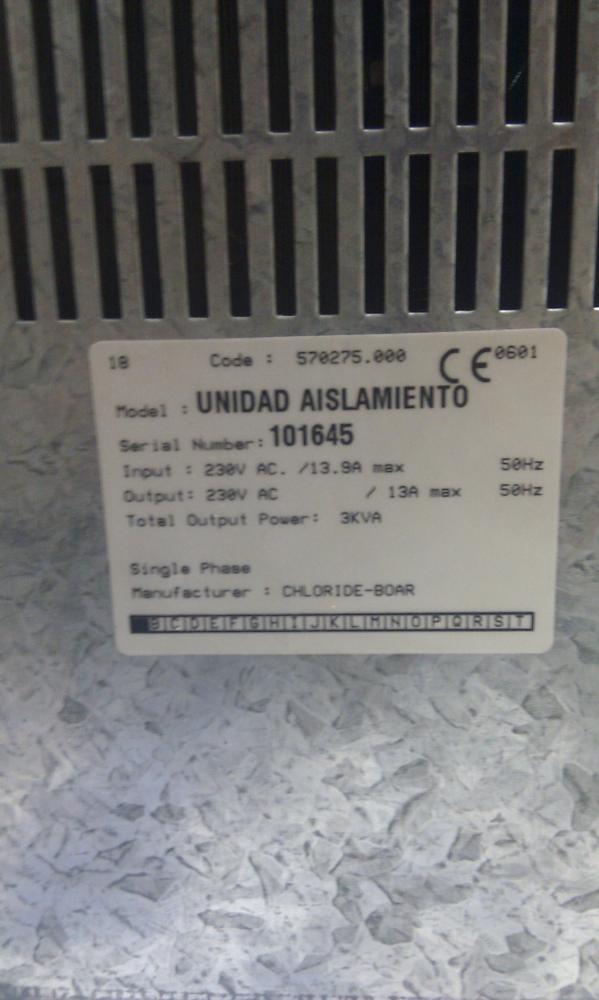 18 Code : 570275.000 CE 0601
Model : UNIDAD AISLAMIENTO
Serial Number: 101645
Input : 230V AC. /13.9A max 50Hz
Output: 230V AC / 13A max 50Hz
Total Output Power: 3KVA
Single Phase
Manufacturer : CHLORIDE-BOAR
B|C|D|E|F|G|H|I|J|K|L|M|N|O|P|Q|R|S|T